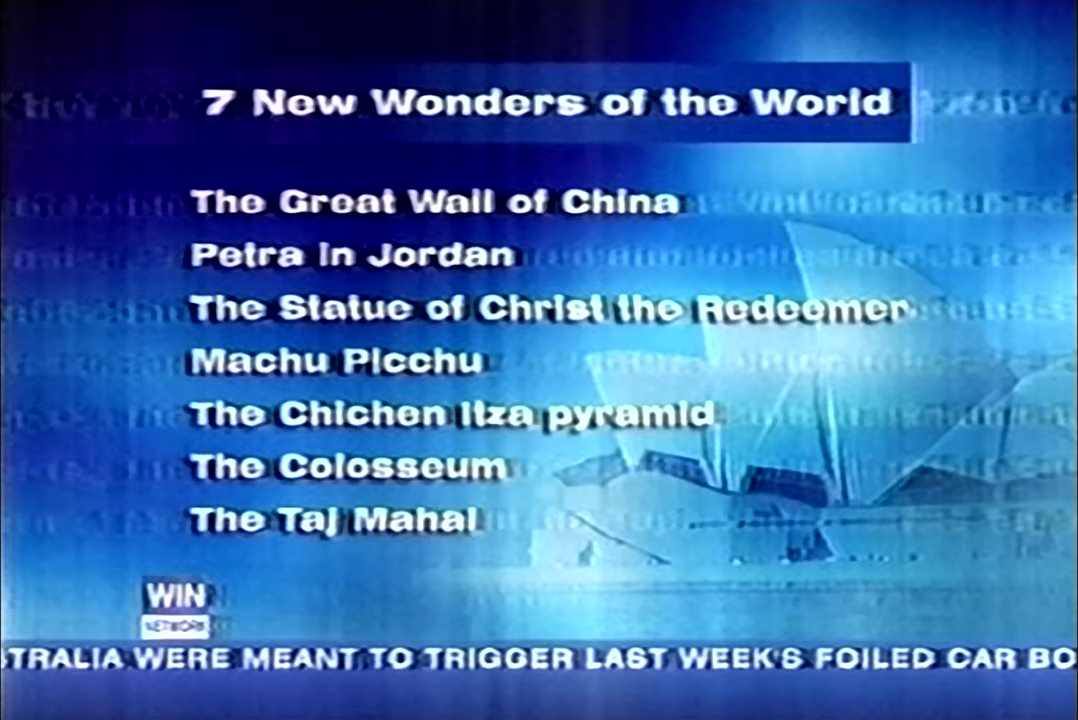 7 New Wonders of the World
The Great Wall of China
Petra in Jordan
The Statue of Christ the Redeemer
Machu Picchu
The Chichen Itza pyramid
The Colosseum
The Taj Mahal
WIN
NETWORK
STRALIA WERE MEANT TO TRIGGER LAST WEEK'S FOILED CAR BO